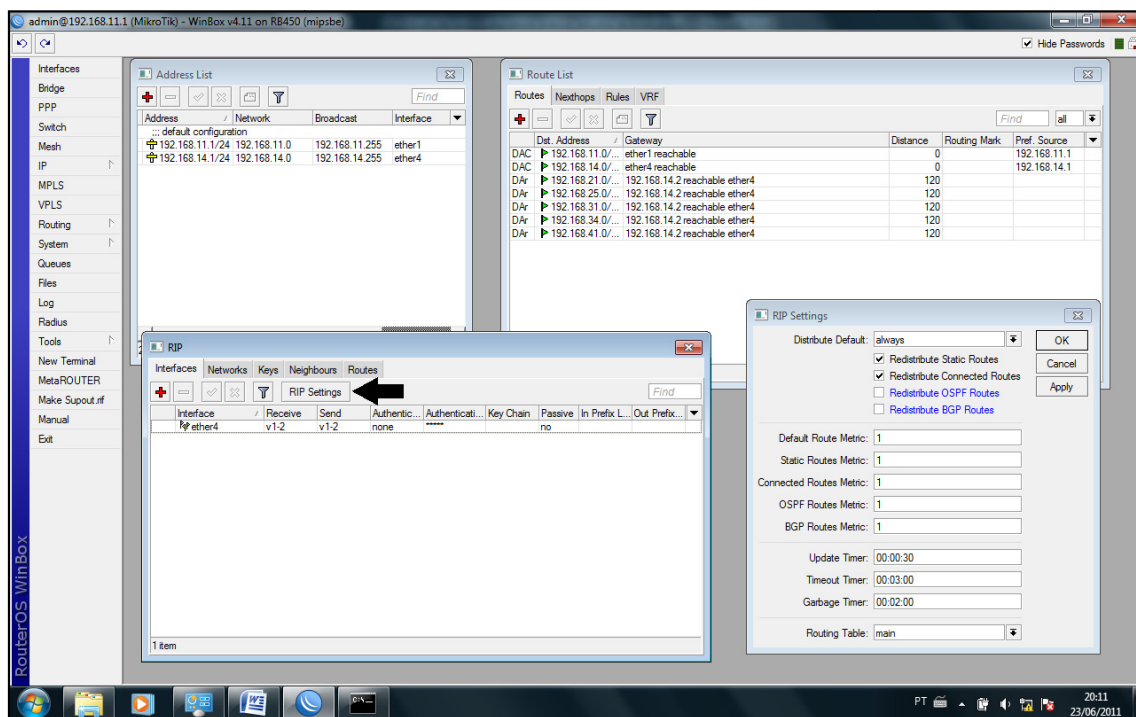 admin@192.168.11.1 (MikroTik) - WinBox v4.11 on RB450 (mipsbe)
Hide Passwords
Interfaces
Bridge
PPP
Switch
Mesh
IP
MPLS
VPLS
Routing
System
Queues
Files
Log
Radius
Tools
New Terminal
MetaROUTER
Make Supout.rif
Manual
Exit
RouterOS WinBox
Address List
Find
Address Network Broadcast Interface
;;; default configuration
192.168.11.1/24 192.168.11.0 192.168.11.255 ether1
192.168.14.1/24 192.168.14.0 192.168.14.255 ether4
Route List
Routes Nexthops Rules VRF
Find all
Dst. Address Gateway Distance Routing Mark Pref. Source
DAC 192.168.11.0/... ether1 reachable 0 192.168.11.1
DAC 192.168.14.0/... ether4 reachable 0 192.168.14.1
DAr 192.168.21.0/... 192.168.14.2 reachable ether4 120
DAr 192.168.25.0/... 192.168.14.2 reachable ether4 120
DAr 192.168.31.0/... 192.168.14.2 reachable ether4 120
DAr 192.168.34.0/... 192.168.14.2 reachable ether4 120
DAr 192.168.41.0/... 192.168.14.2 reachable ether4 120
RIP
Interfaces Networks Keys Neighbours Routes
RIP Settings Find
Interface Receive Send Authentic... Authenticati... Key Chain Passive In Prefix L... Out Prefix...
ether4 v1-2 v1-2 none ***** no
1 item
RIP Settings
Distribute Default: always OK
Redistribute Static Routes
Cancel
Redistribute Connected Routes
Apply
Redistribute OSPF Routes
Redistribute BGP Routes
Default Route Metric: 1
Static Routes Metric: 1
Connected Routes Metric: 1
OSPF Routes Metric: 1
BGP Routes Metric: 1
Update Timer: 00:00:30
Timeout Timer: 00:03:00
Garbage Timer: 00:02:00
Routing Table: main
PT
20:11
23/06/2011